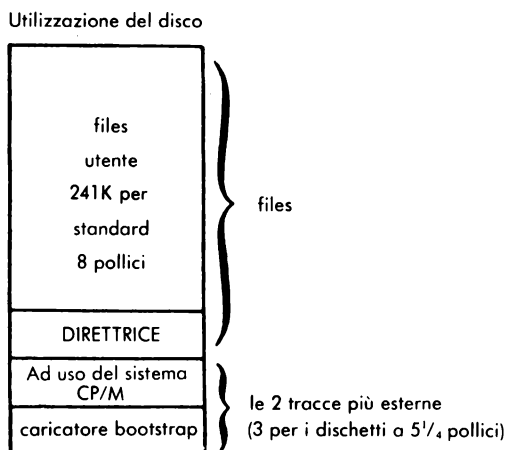 Utilizzazione del disco
files
utente
241K per
standard
8 pollici
files
DIRETTRICE
Ad uso del sistema
CP/M
caricatore bootstrap
le 2 tracce più esterne
(3 per i dischetti a 5¹/₄ pollici)